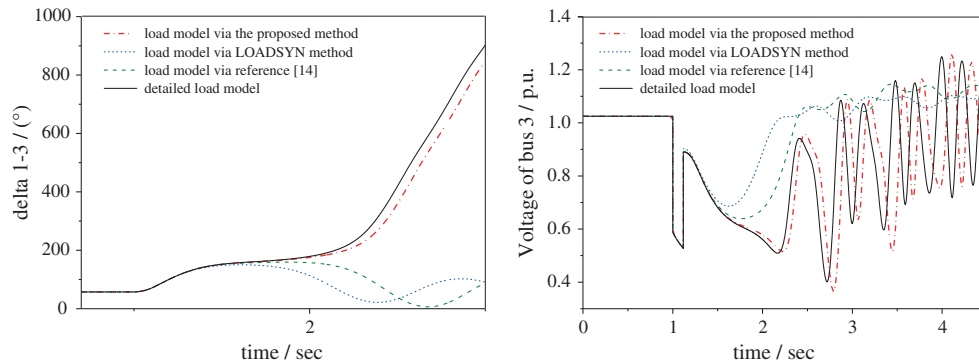 1000
800
600
400
200
0
delta 1-3 / (°)
load model via the proposed method
load model via LOADSYN method
load model via reference [14]
detailed load model
2
time / sec
1.4
1.2
1.0
0.8
0.6
0.4
Voltage of bus 3 / p.u.
load model via the proposed method
load model via LOADSYN method
load model via reference [14]
detailed load model
0 1 2 3 4
time / sec